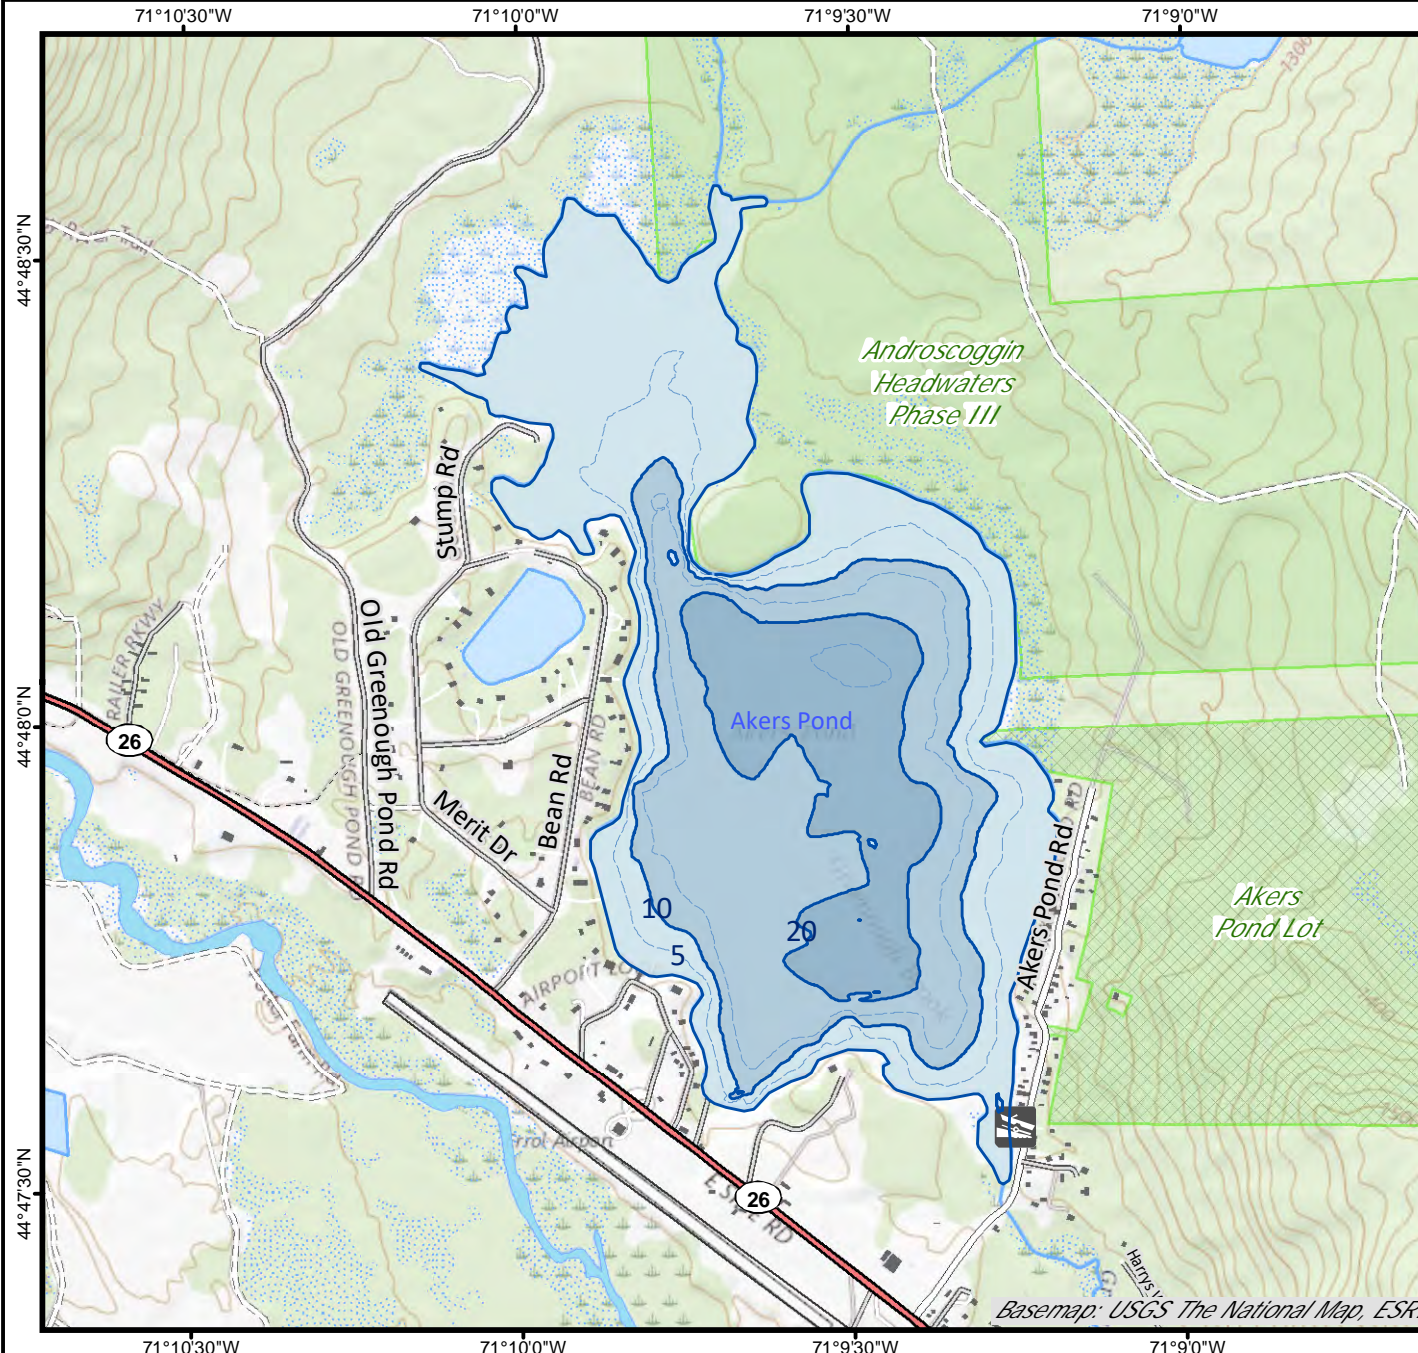 71°10'30"W
71°10'0"W
71°9'30"W
71°9'0"W
1300
44°48'30"N
Androscoggin
Headwaters
Phase III
Stump Rd
Old Greenough Pond Rd
OLD GREENOUGH POND RD
44°48'0"N
26
Akers Pond
Bean Rd
BEAN RD
Merit Dr
Akers Pond Rd
10
5
20
Akers
Pond Lot
1400
AIRPORT
44°47'30"N
26
RD
Basemap: USGS The National Map, ESR
71°10'30"W
71°10'0"W
71°9'30"W
71°9'0"W